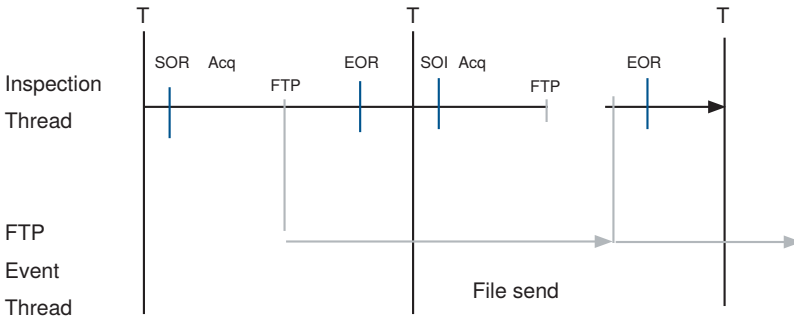 T T T
SOR Acq EOR SOI Acq EOR
Inspection FTP FTP
Thread
FTP
Event
File send
Thread